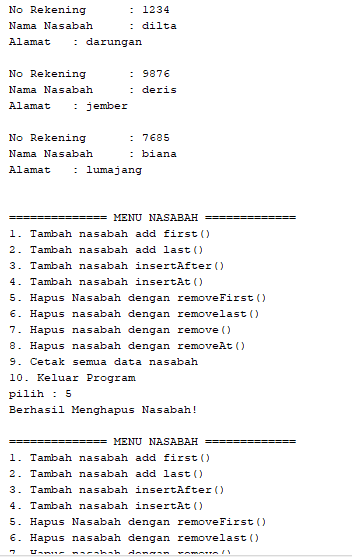 No Rekening      : 1234
Nama Nasabah     : dilta
Alamat   : darungan

No Rekening      : 9876
Nama Nasabah     : deris
Alamat   : jember

No Rekening      : 7685
Nama Nasabah     : biana
Alamat   : lumajang

============== MENU NASABAH =============
1. Tambah nasabah add first()
2. Tambah nasabah add last()
3. Tambah nasabah insertAfter()
4. Tambah nasabah insertAt()
5. Hapus Nasabah dengan removeFirst()
6. Hapus nasabah dengan removelast()
7. Hapus nasabah dengan remove()
8. Hapus nasabah dengan removeAt()
9. Cetak semua data nasabah
10. Keluar Program
pilih : 5
Berhasil Menghapus Nasabah!

============== MENU NASABAH =============
1. Tambah nasabah add first()
2. Tambah nasabah add last()
3. Tambah nasabah insertAfter()
4. Tambah nasabah insertAt()
5. Hapus Nasabah dengan removeFirst()
6. Hapus nasabah dengan removelast()
7. Hapus nasabah dengan remove()